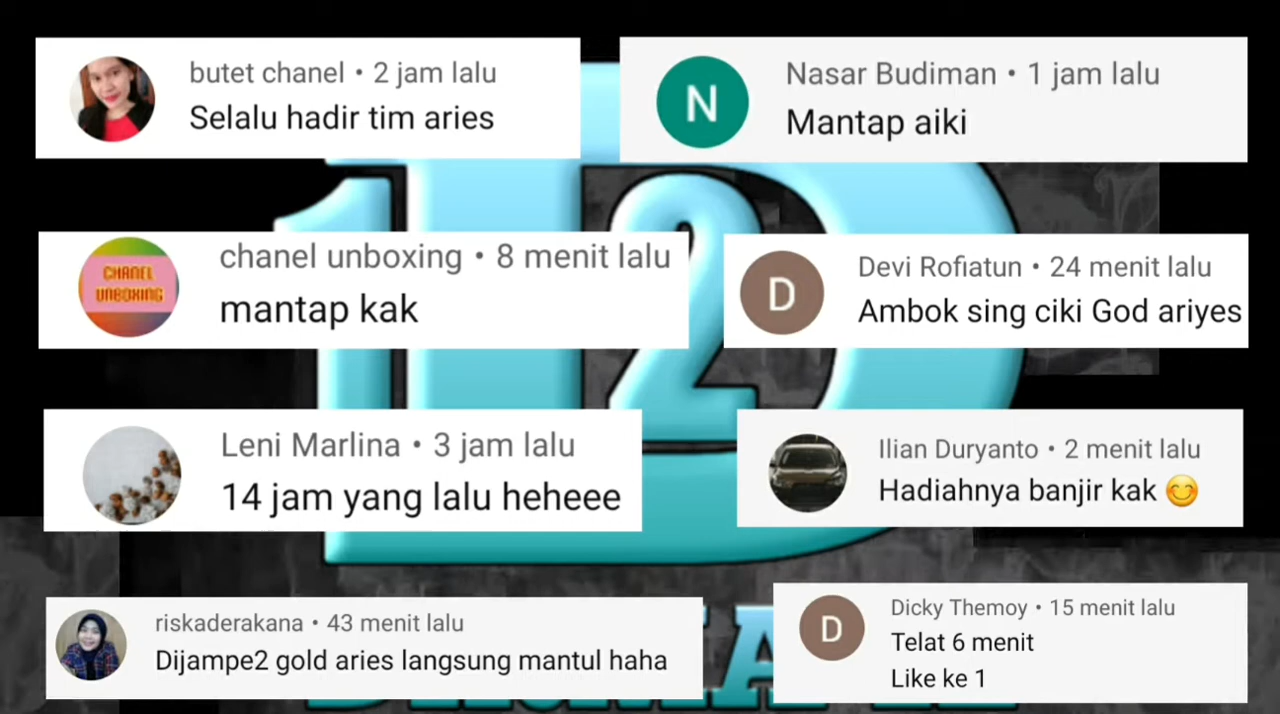 butet chanel • 2 jam lalu
Selalu hadir tim aries
N
Nasar Budiman • 1 jam lalu
Mantap aiki
12
CHANEL
UNBOXING
chanel unboxing • 8 menit lalu
mantap kak
D
Devi Rofiatun • 24 menit lalu
Ambok sing ciki God ariyes
Leni Marlina • 3 jam lalu
14 jam yang lalu heheee
Ilian Duryanto • 2 menit lalu
Hadiahnya banjir kak 😊
riskaderakana • 43 menit lalu
Dijampe2 gold aries langsung mantul haha
D
Dicky Themoy • 15 menit lalu
Telat 6 menit
Like ke 1